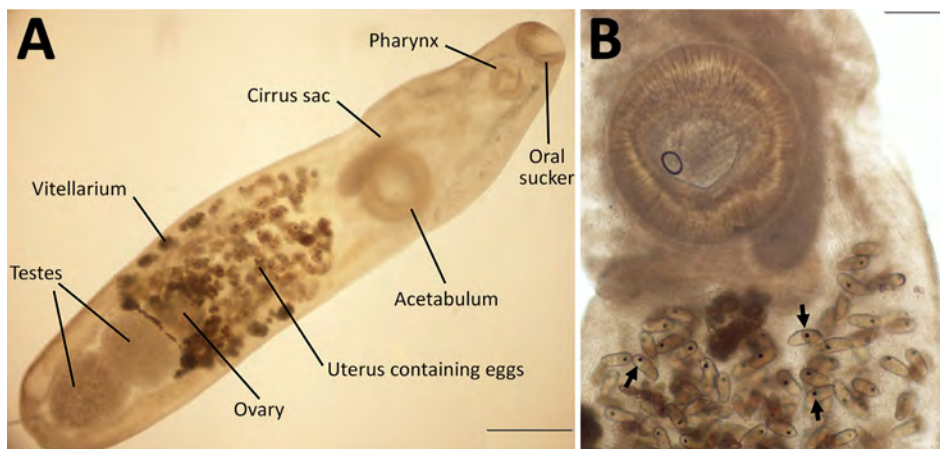 A
B
Pharynx
Cirrus sac
Oral
sucker
Vitellarium
Testes
Acetabulum
Uterus containing eggs
Ovary